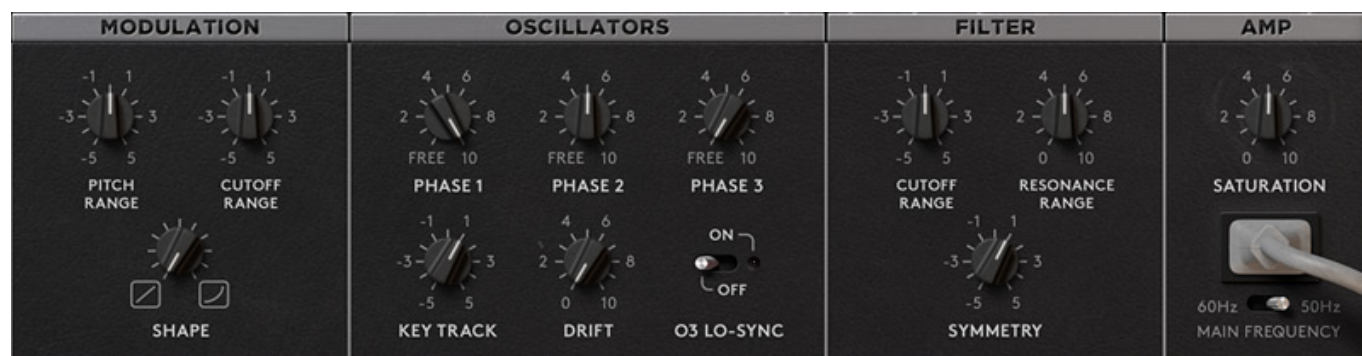 MODULATION
OSCILLATORS
FILTER
AMP
-1 1
-3 3
-5 5
PITCH
RANGE
-1 1
-3 3
-5 5
CUTOFF
RANGE
SHAPE
4 6
2 8
FREE 10
PHASE 1
4 6
2 8
FREE 10
PHASE 2
4 6
2 8
FREE 10
PHASE 3
-1 1
-3 3
-5 5
KEY TRACK
4 6
2 8
0 10
DRIFT
ON
OFF
O3 LO-SYNC
-1 1
-3 3
-5 5
CUTOFF
RANGE
4 6
2 8
0 10
RESONANCE
RANGE
-1 1
-3 3
-5 5
SYMMETRY
4 6
2 8
0 10
SATURATION
60Hz 50Hz
MAIN FREQUENCY